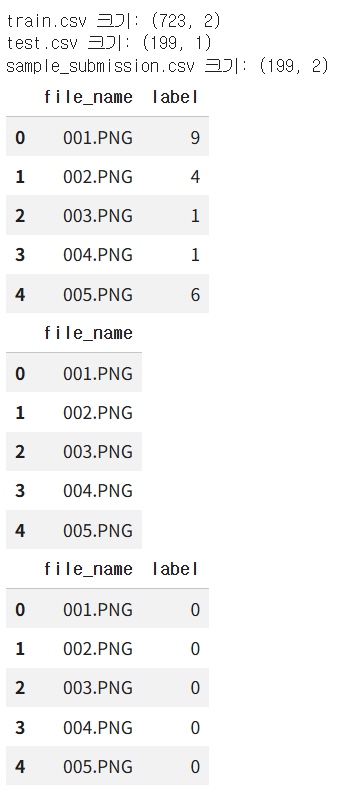 train.csv 크기: (723, 2)
test.csv 크기: (199, 1)
sample_submission.csv 크기: (199, 2)
file_name label
0 001.PNG 9
1 002.PNG 4
2 003.PNG 1
3 004.PNG 1
4 005.PNG 6
file_name
0 001.PNG
1 002.PNG
2 003.PNG
3 004.PNG
4 005.PNG
file_name label
0 001.PNG 0
1 002.PNG 0
2 003.PNG 0
3 004.PNG 0
4 005.PNG 0